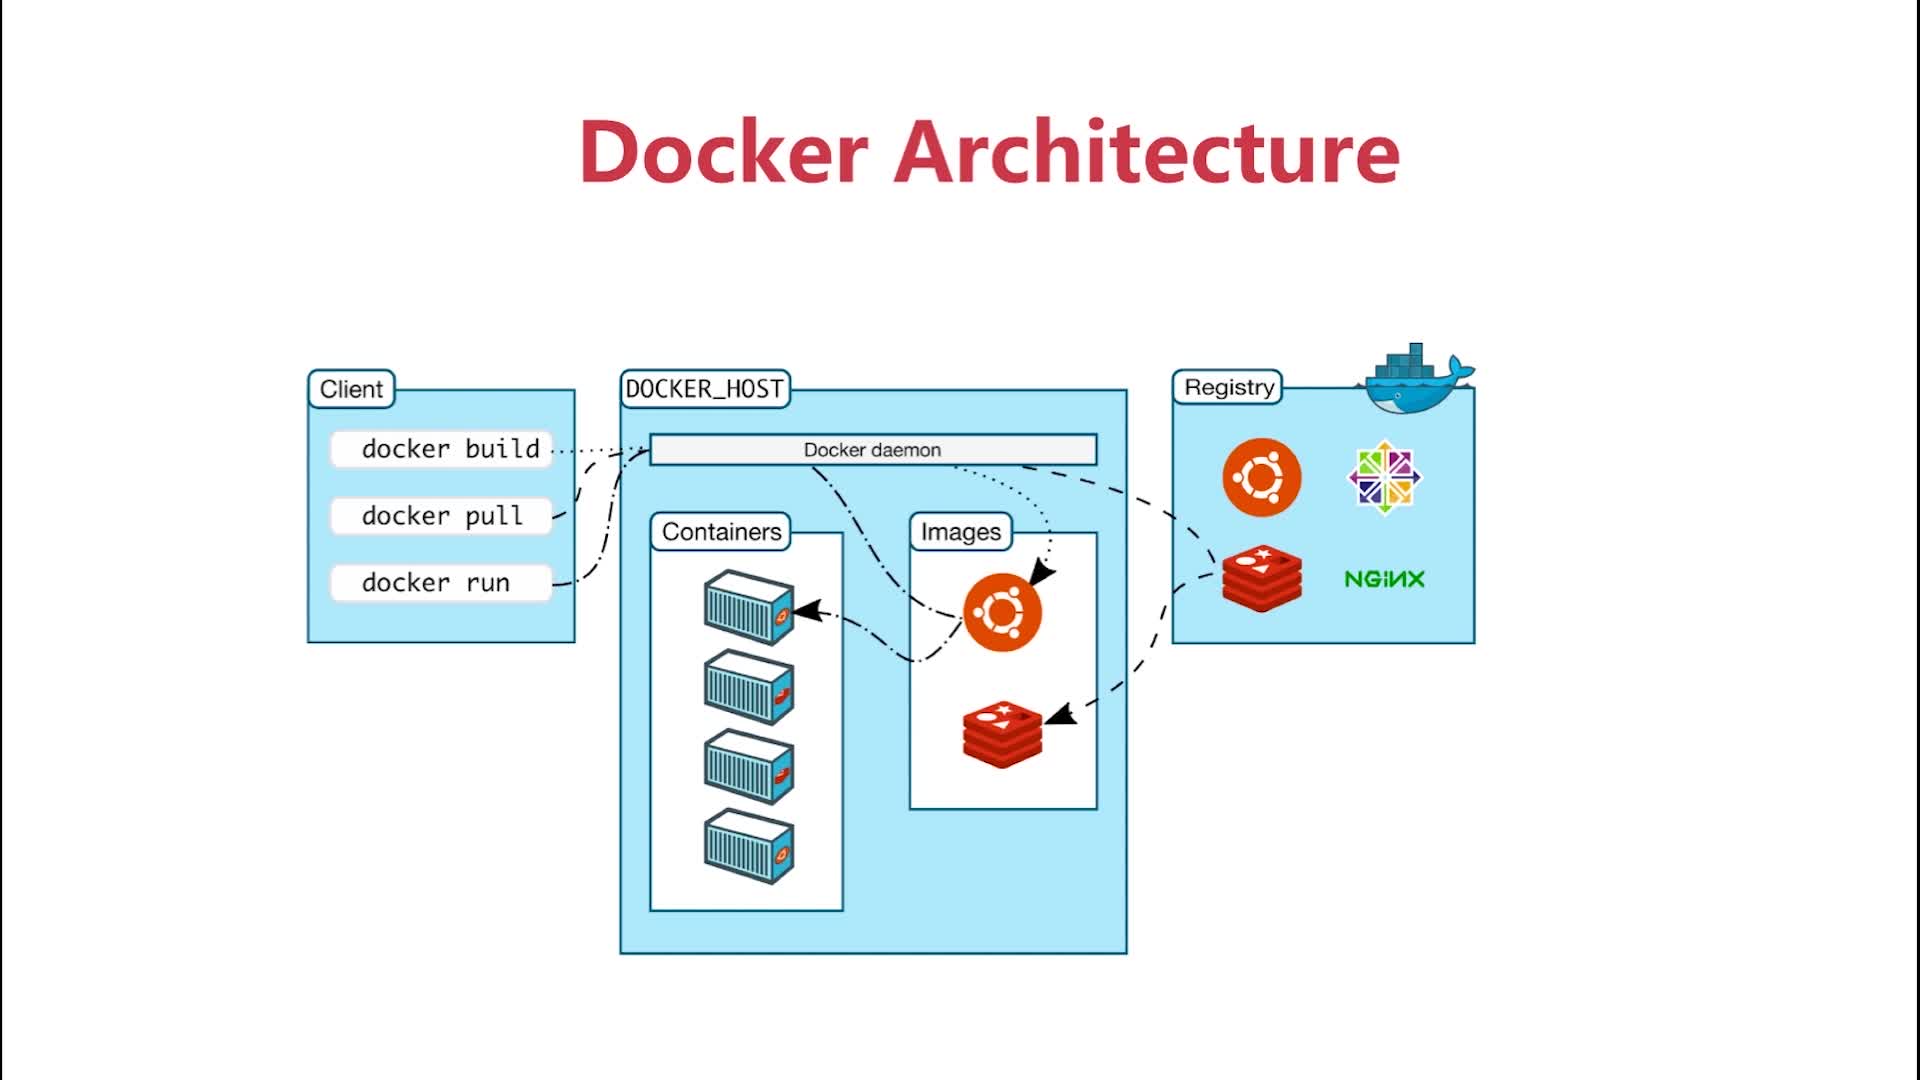 Docker Architecture
Client
docker build
docker pull
docker run
DOCKER_HOST
Docker daemon
Containers
Images
Registry
NGINX